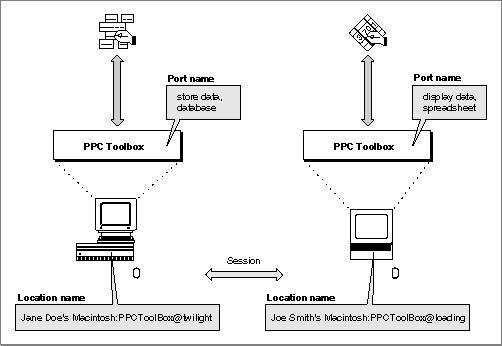 Port name
store data,
database
PPC Toolbox
Port name
display data,
spreadsheet
PPC Toolbox
Session
Location name
Jane Doe's Macintosh:PPCToolBox@twilight
Location name
Joe Smith's Macintosh:PPCToolBox@loading